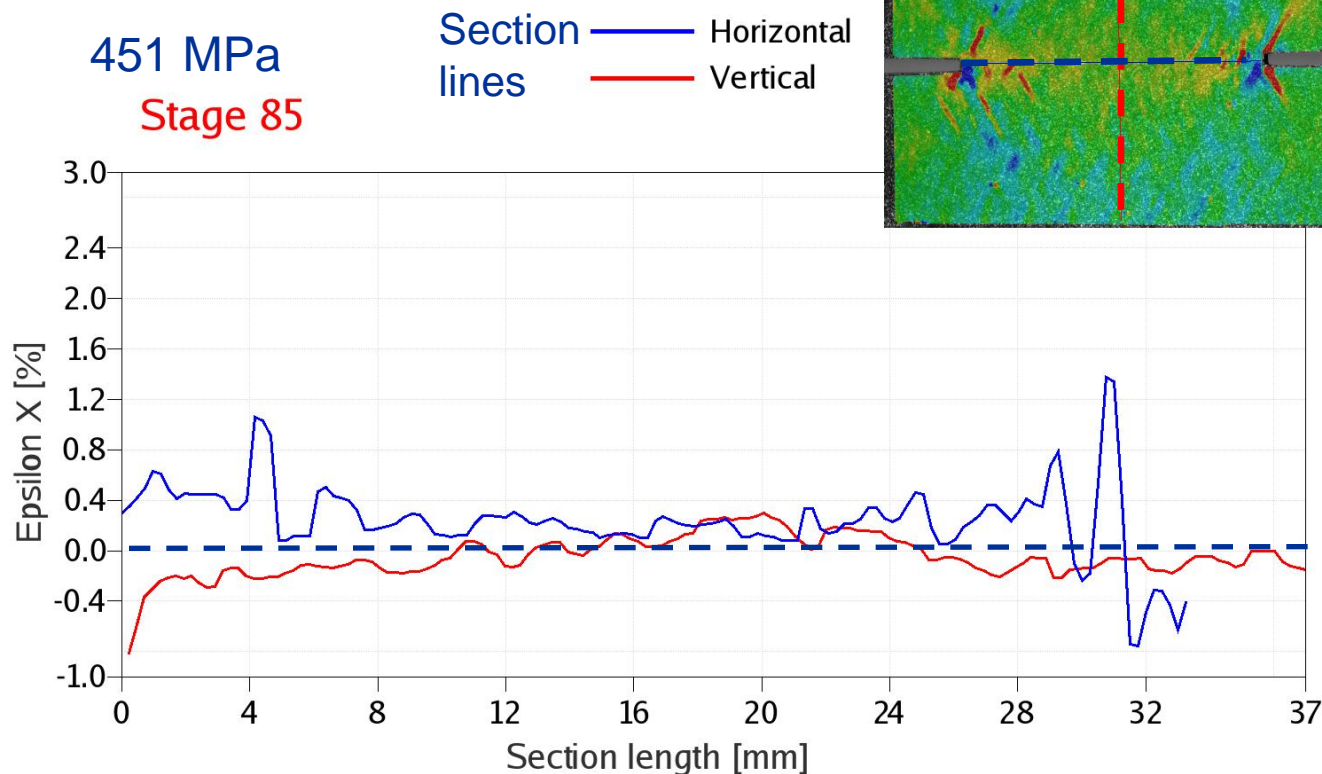 451 MPa
Stage 85
Section lines
Horizontal
Vertical
3.0
2.4
2.0
1.6
1.2
0.8
0.4
0.0
-0.4
-1.0
Epsilon X [%]
0 4 8 12 16 20 24 28 32 37
Section length [mm]